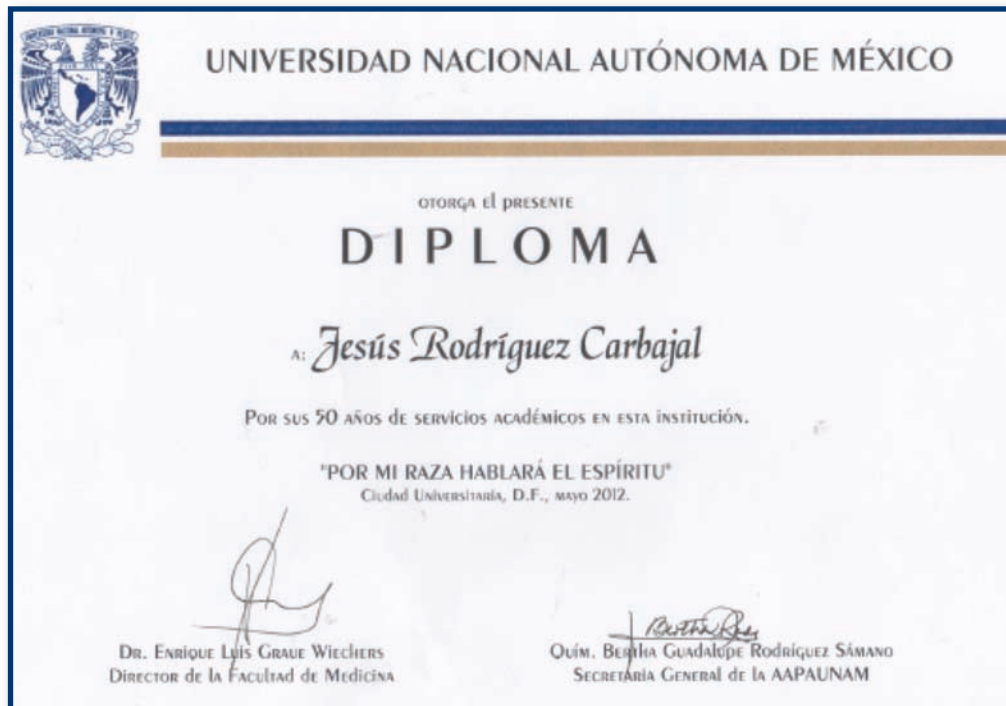 UNIVERSIDAD NACIONAL AUTÓNOMA DE MÉXICO
OTORGA El PRESENTE
DIPLOMA
A: Jesús Rodríguez Carbajal
POR SUS 50 AÑOS dE SERVICIOS ACADÉMICOS EN ESTA INSTITUCIÓN.
"POR MI RAZA HABLARÁ EL ESPÍRITU"
Ciudad Universitaria, D.F., MAYO 2012.
DR. ENRIQUE LUIS GRAUE WIECHERS
DIRECTOR DE LA FACULTAD DE MEDICINA
QUÍM. BERTHA GUADALUPE RODRÍGUEZ SÁMANO
SECRETARIA GENERAL DE LA AAPAUNAM